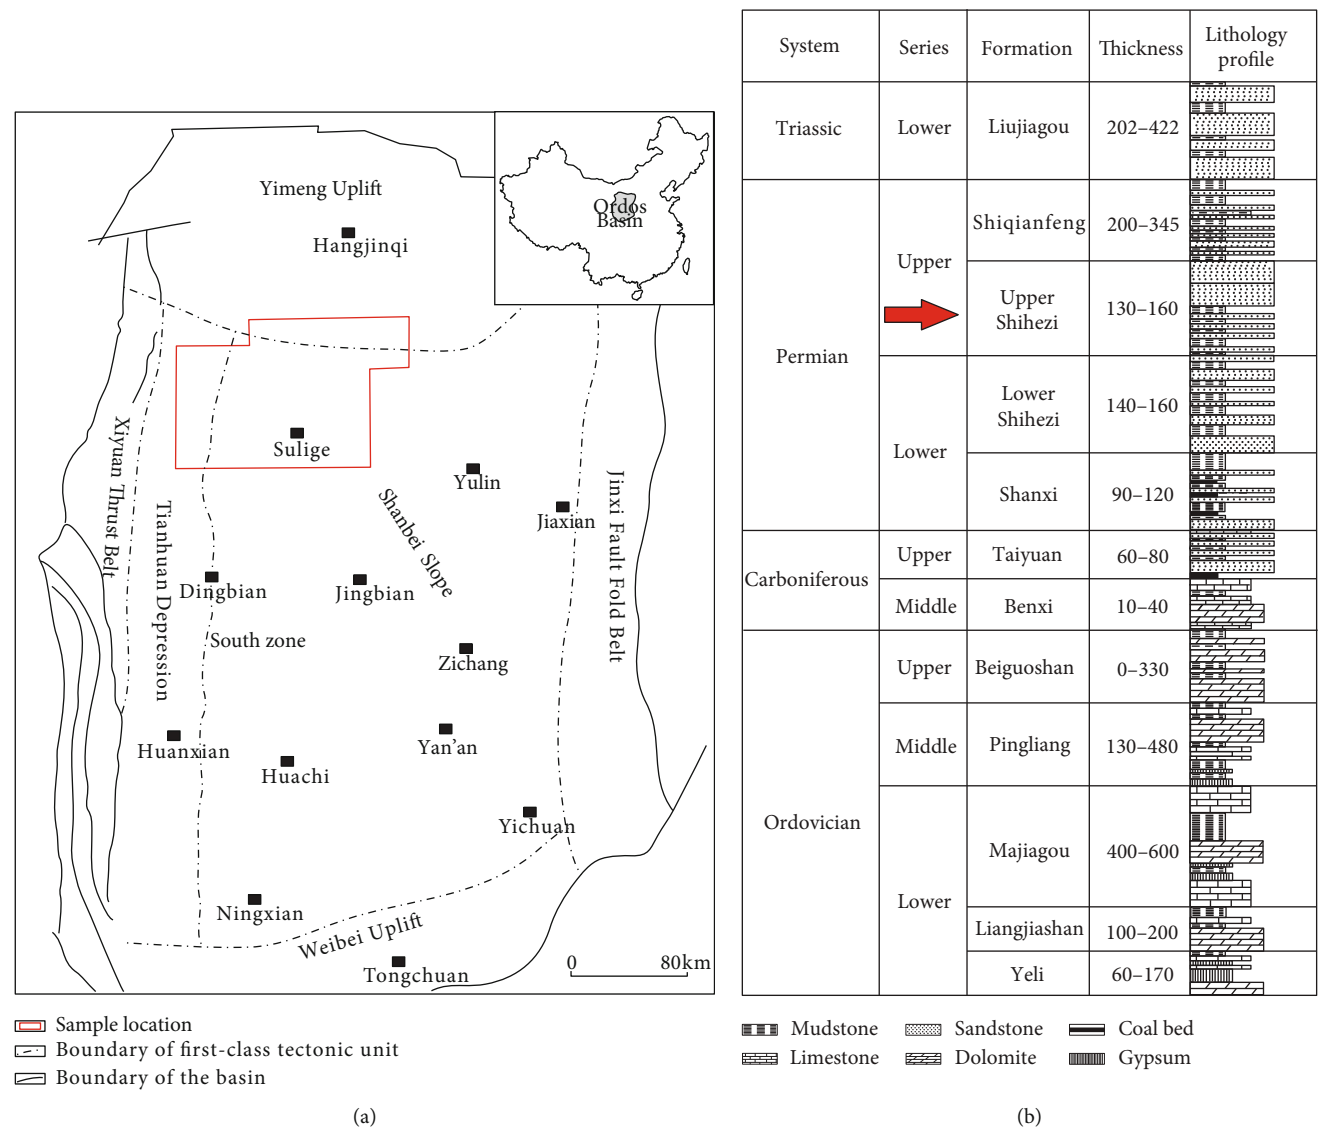 Yimeng Uplift
Hangjinqi
Ordos
Basin
Sulige
Yulin
Jiaxian
Xiyuan Thrust Belt
Tianhuan Depression
Shanbei Slope
Jinxi Fault Fold Belt
Dingbian
Jingbian
South zone
Zichang
Huanxian
Yan'an
Huachi
Yichuan
Ningxian
Weibei Uplift
Tongchuan
0 80km
Sample location
Boundary of first-class tectonic unit
Boundary of the basin
(a)
System Series Formation Thickness Lithology
profile
Triassic Lower Liujiagou 202–422
Permian
Upper
Shiqianfeng 200–345
Upper
Shihezi
130–160
Lower
Lower
Shihezi
140–160
Shanxi 90–120
Carboniferous
Upper Taiyuan 60–80
Middle Benxi 10–40
Ordovician
Upper Beiguoshan 0–330
Middle Pingliang 130–480
Lower
Majiagou 400–600
Liangjiashan 100–200
Yeli 60–170
Mudstone Sandstone Coal bed
Limestone Dolomite Gypsum
(b)